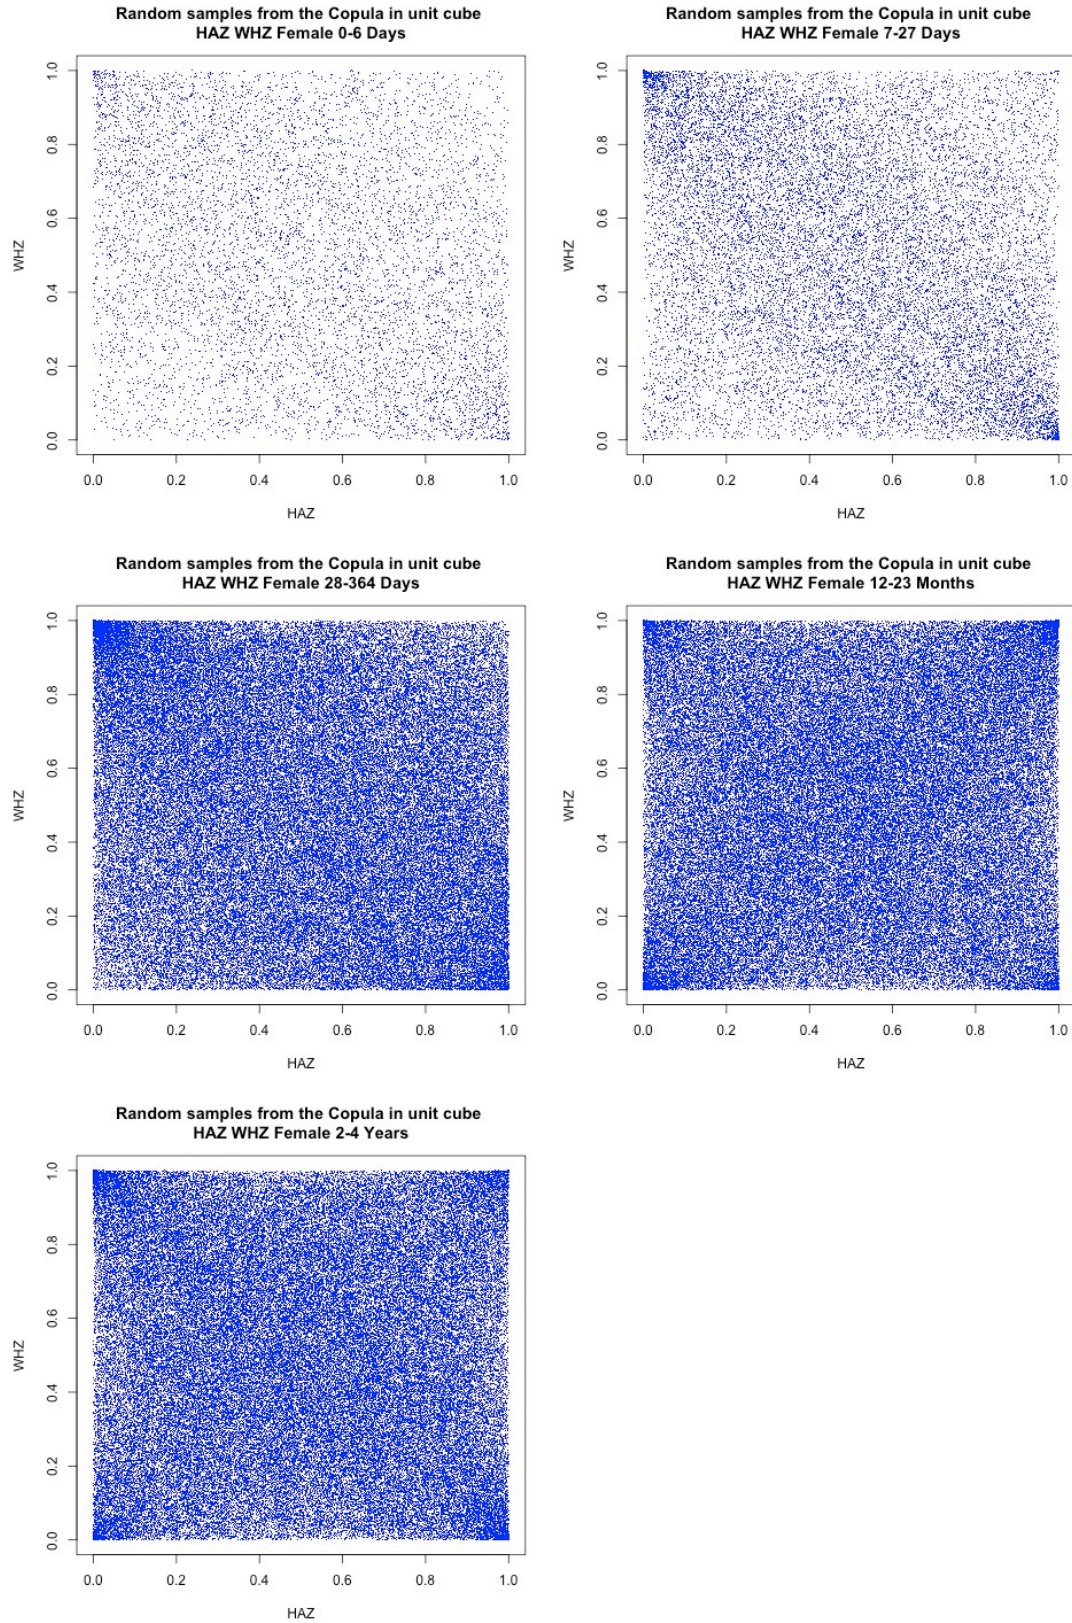 Random samples from the Copula in unit cube
HAZ WHZ Female 0-6 Days
1.0
0.8
0.6
0.4
0.2
0.0
WHZ
0.0 0.2 0.4 0.6 0.8 1.0
HAZ
Random samples from the Copula in unit cube
HAZ WHZ Female 7-27 Days
1.0
0.8
0.6
0.4
0.2
0.0
WHZ
0.0 0.2 0.4 0.6 0.8 1.0
HAZ
Random samples from the Copula in unit cube
HAZ WHZ Female 28-364 Days
1.0
0.8
0.6
0.4
0.2
0.0
WHZ
0.0 0.2 0.4 0.6 0.8 1.0
HAZ
Random samples from the Copula in unit cube
HAZ WHZ Female 12-23 Months
1.0
0.8
0.6
0.4
0.2
0.0
WHZ
0.0 0.2 0.4 0.6 0.8 1.0
HAZ
Random samples from the Copula in unit cube
HAZ WHZ Female 2-4 Years
1.0
0.8
0.6
0.4
0.2
0.0
WHZ
0.0 0.2 0.4 0.6 0.8 1.0
HAZ